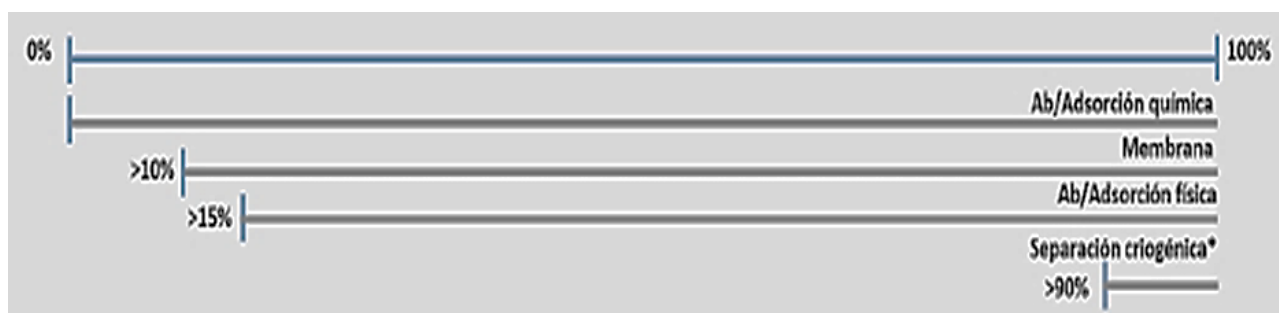 0%
100%
Ab/Adsorción química
Membrana
>10%
Ab/Adsorción física
>15%
Separación criogénica*
>90%